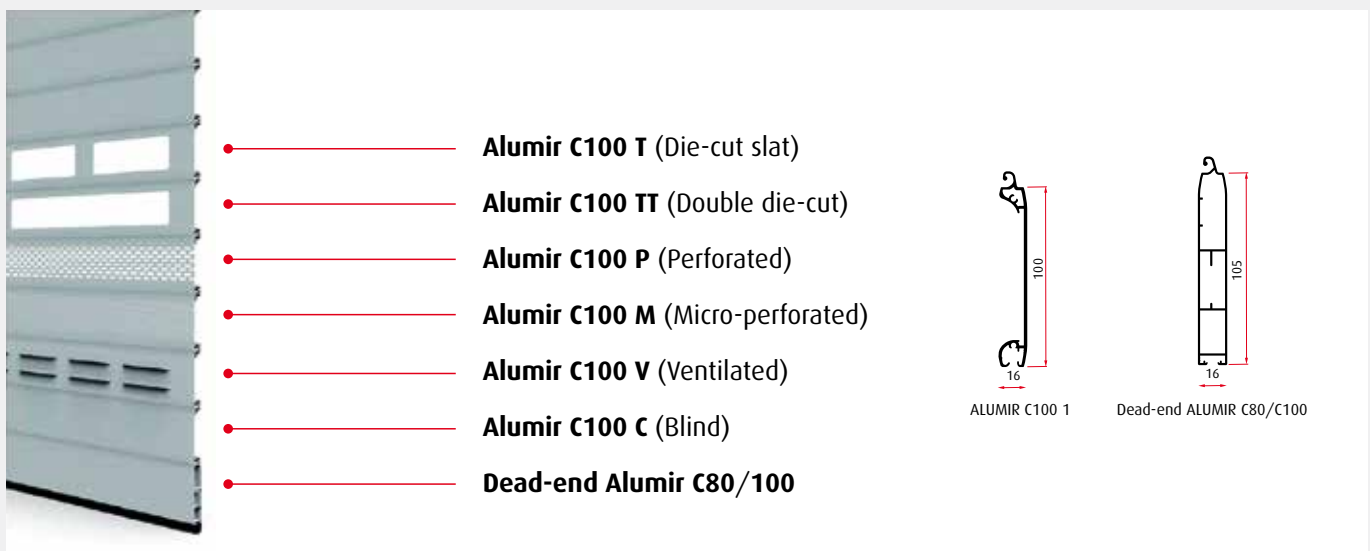 Alumir C100 T (Die-cut slat)
Alumir C100 TT (Double die-cut)
Alumir C100 P (Perforated)
Alumir C100 M (Micro-perforated)
Alumir C100 V (Ventilated)
Alumir C100 C (Blind)
Dead-end Alumir C80/100
100
16
ALUMIR C100 1
105
16
Dead-end ALUMIR C80/C100